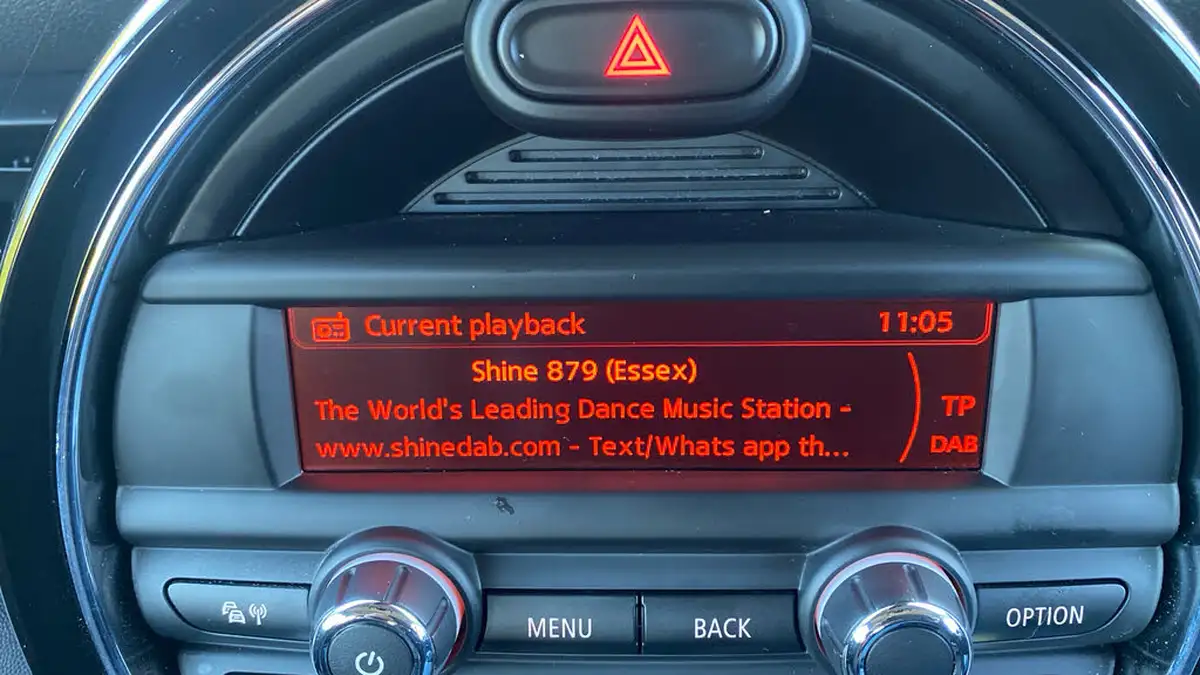 Current playback 11:05
Shine 879 (Essex)
The World's Leading Dance Music Station -
www.shinedab.com - Text/Whats app th...
TP
DAB
MENU BACK OPTION